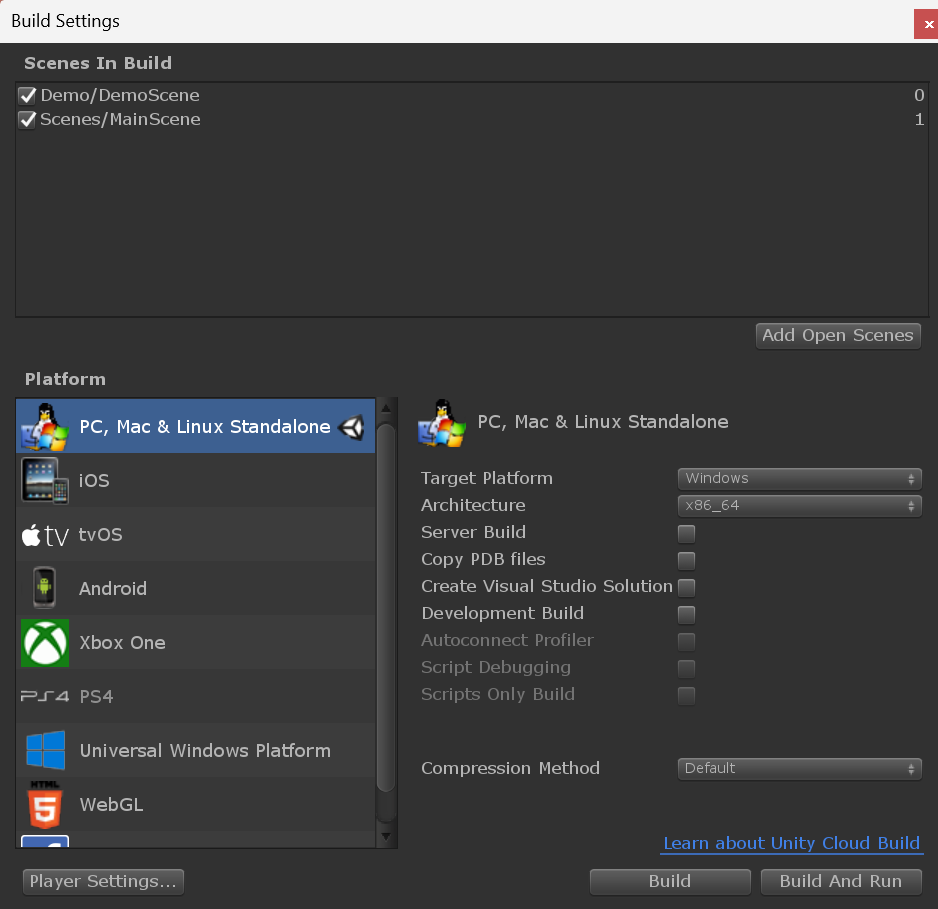 Build Settings
Scenes In Build
Demo/DemoScene 0
Scenes/MainScene 1
Add Open Scenes
Platform
PC, Mac & Linux Standalone
iOS
tv tvOS
Android
Xbox One
PS4 PS4
Universal Windows Platform
HTML
5 WebGL
PC, Mac & Linux Standalone
Target Platform Windows
Architecture x86_64
Server Build
Copy PDB files
Create Visual Studio Solution
Development Build
Autoconnect Profiler
Script Debugging
Scripts Only Build
Compression Method Default
Learn about Unity Cloud Build
Player Settings... Build Build And Run